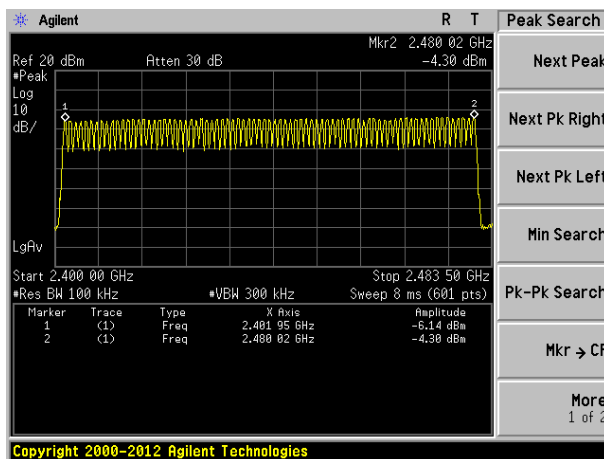 Agilent R T Peak Search
Mkr2 2.480 02 GHz
Ref 20 dBm Atten 30 dB -4.30 dBm
#Peak
Log
10
dB/
1
2
LgAv
Start 2.400 00 GHz Stop 2.483 50 GHz
#Res BW 100 kHz #VBW 300 kHz Sweep 8 ms (601 pts)
Marker Trace Type X Axis Amplitude
1 (1) Freq 2.401 95 GHz -6.14 dBm
2 (1) Freq 2.480 02 GHz -4.30 dBm
Next Peak
Next Pk Right
Next Pk Left
Min Search
Pk-Pk Search
Mkr → CF
More
1 of 2
Copyright 2000-2012 Agilent Technologies